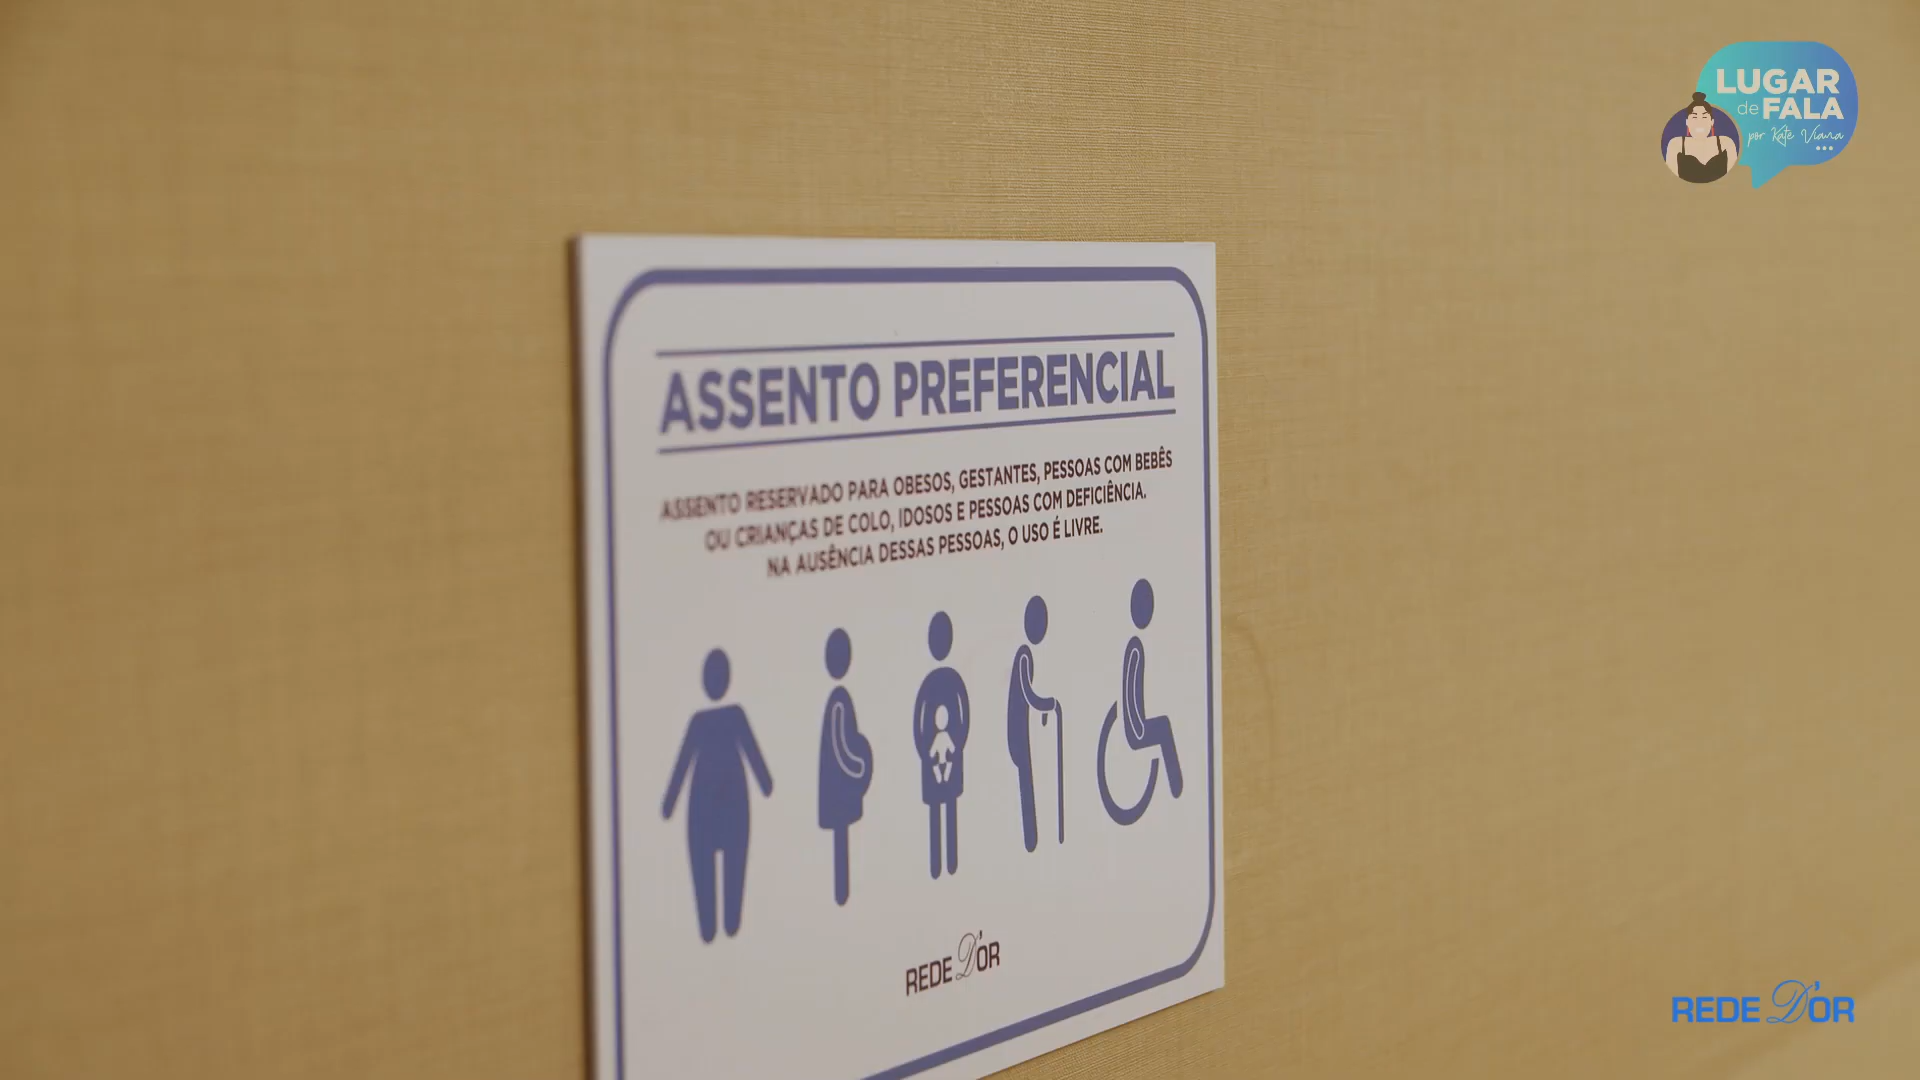 LUGAR
de FALA
por Kate Viana
ASSENTO PREFERENCIAL
ASSENTO RESERVADO PARA OBESOS, GESTANTES, PESSOAS COM BEBÊS
OU CRIANÇAS DE COLO, IDOSOS E PESSOAS COM DEFICIÊNCIA.
NA AUSÊNCIA DESSAS PESSOAS, O USO É LIVRE.
REDE D'OR
REDE D'OR